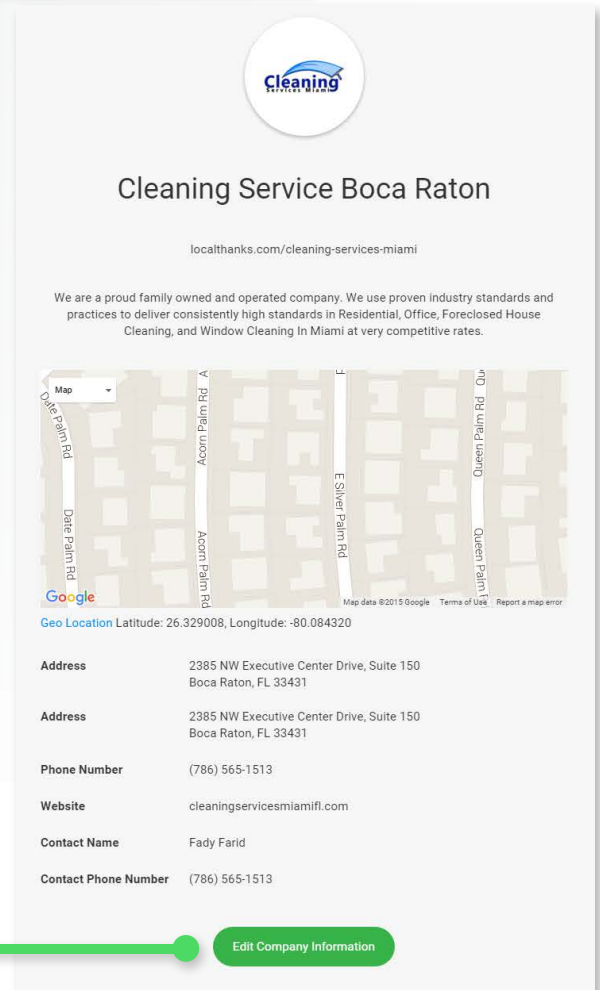 Cleaning
Services Miami
Cleaning Service Boca Raton
localthanks.com/cleaning-services-miami
We are a proud family owned and operated company. We use proven industry standards and
practices to deliver consistently high standards in Residential, Office, Foreclosed House
Cleaning, and Window Cleaning In Miami at very competitive rates.
Map
Date Palm Rd
Date Palm Rd
Acorn Palm Rd
Acorn Palm Rd
E Silver Palm Rd
Queen Palm Rd
Queen Palm
Google
Map data ©2015 Google Terms of Use Report a map error
Geo Location Latitude: 26.329008, Longitude: -80.084320
Address 2385 NW Executive Center Drive, Suite 150
Boca Raton, FL 33431
Address 2385 NW Executive Center Drive, Suite 150
Boca Raton, FL 33431
Phone Number (786) 565-1513
Website cleaningservicesmiamifl.com
Contact Name Fady Farid
Contact Phone Number (786) 565-1513
Edit Company Information